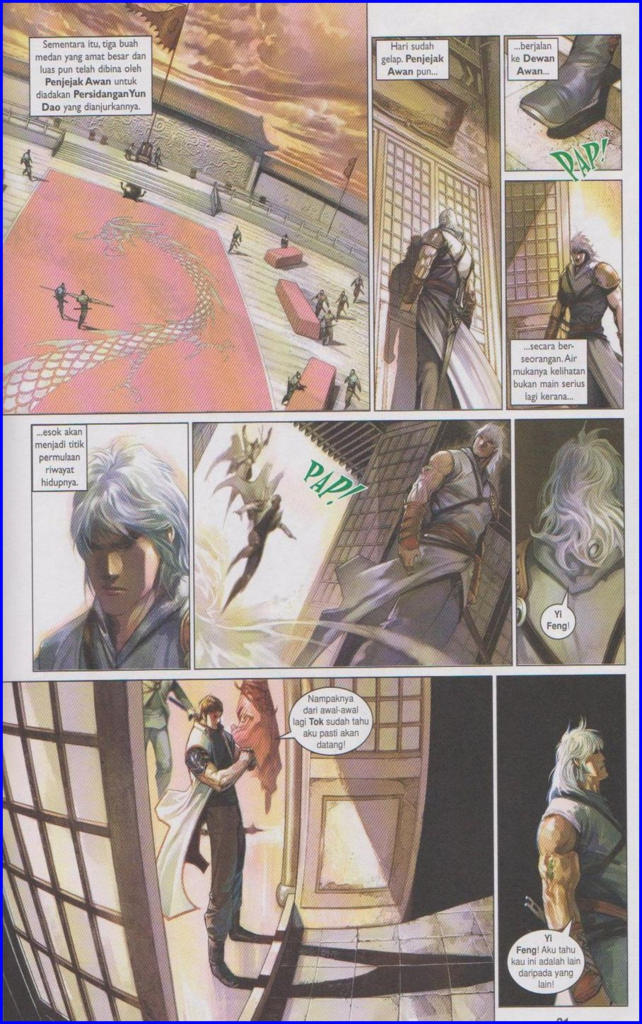 Sementara itu, tiga buah
medan yang amat besar dan
luas pun telah dibina oleh
Penjejak Awan untuk
diadakan PersidanganYun
Dao yang dianjurkannya.
Hari sudah
gelap. Penjejak
Awan pun...
...berjalan
ke Dewan
Awan...
PAP!
...secara ber-
seorangan. Air
mukanya kelihatan
bukan main serius
lagi kerana...
...esok akan
menjadi titik
permulaan
riwayat
hidupnya.
PAP!
Yi
Feng!
Nampaknya
dari awal-awal
lagi Tok sudah tahu
aku pasti akan
datang!
Yi
Feng! Aku tahu
kau ini adalah lain
daripada yang
lain!